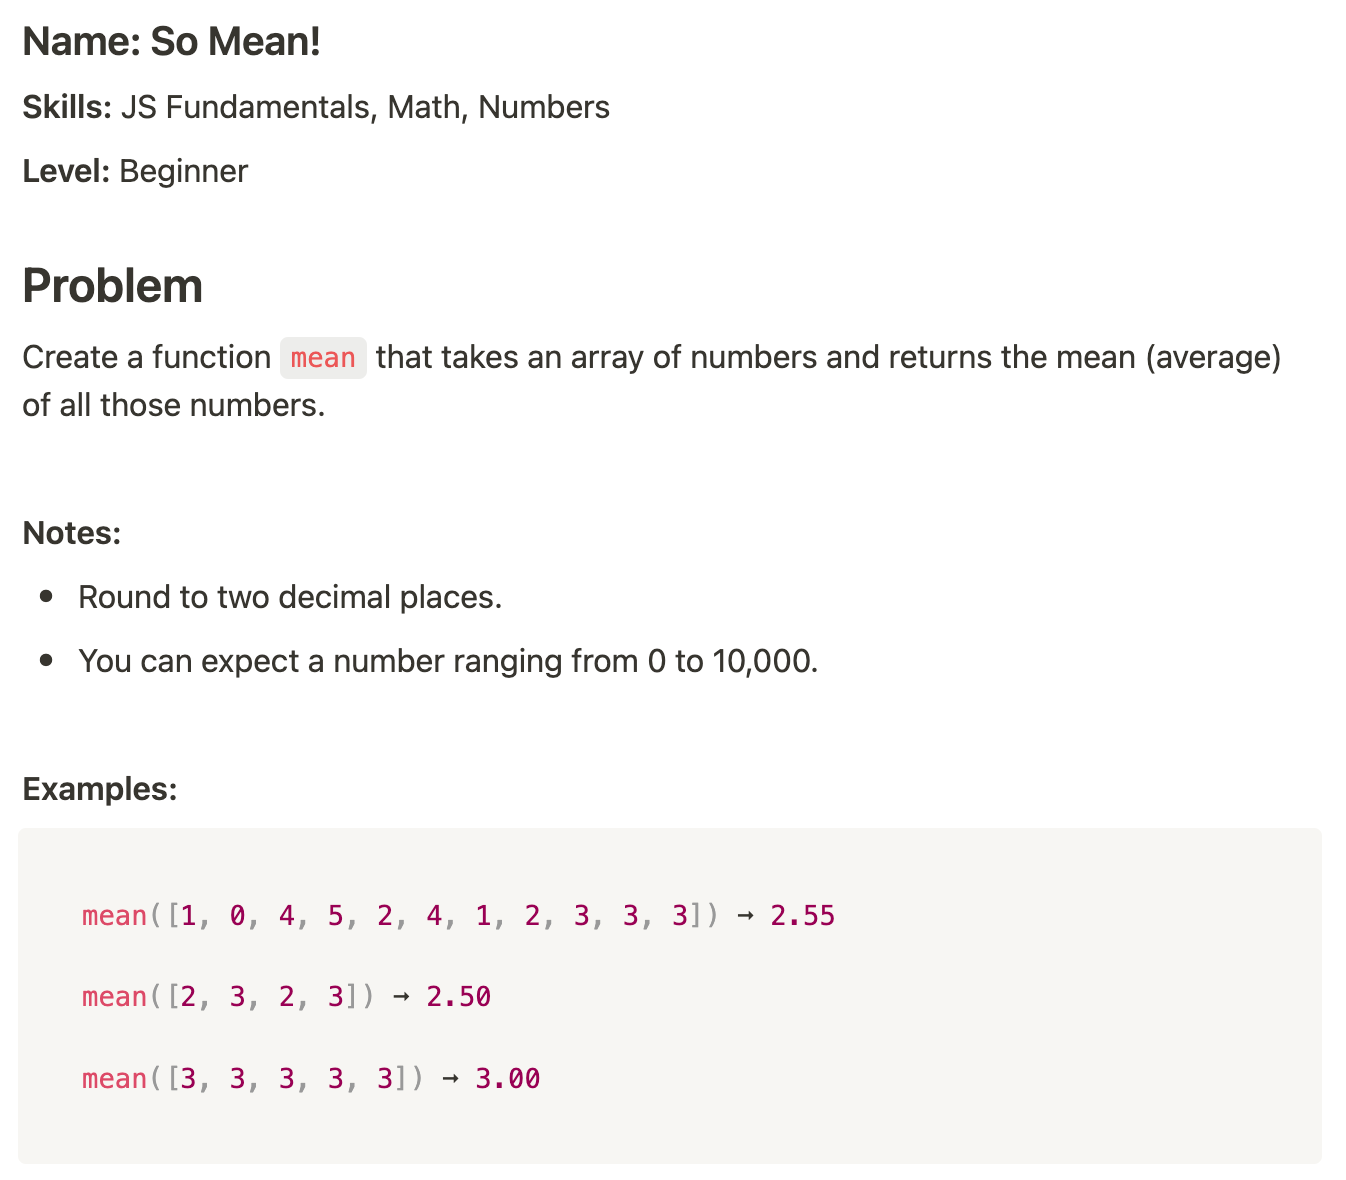 Name: So Mean!
Skills: JS Fundamentals, Math, Numbers
Level: Beginner
Problem
Create a function mean that takes an array of numbers and returns the mean (average)
of all those numbers.
Notes:
• Round to two decimal places.
• You can expect a number ranging from 0 to 10,000.
Examples:
mean([1, 0, 4, 5, 2, 4, 1, 2, 3, 3, 3]) → 2.55
mean([2, 3, 2, 3]) → 2.50
mean([3, 3, 3, 3, 3]) → 3.00